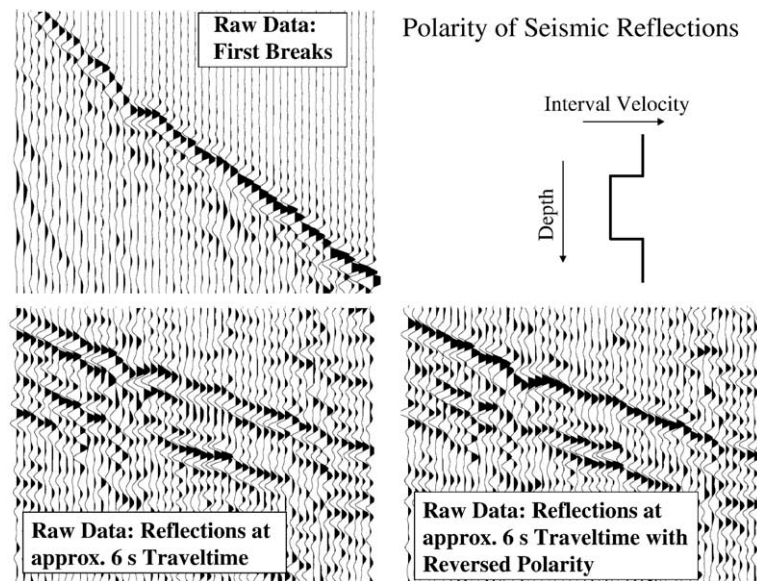 Raw Data:
First Breaks
Polarity of Seismic Reflections
Interval Velocity
Depth
Raw Data: Reflections at
approx. 6 s Traveltime
Raw Data: Reflections at
approx. 6 s Traveltime with
Reversed Polarity